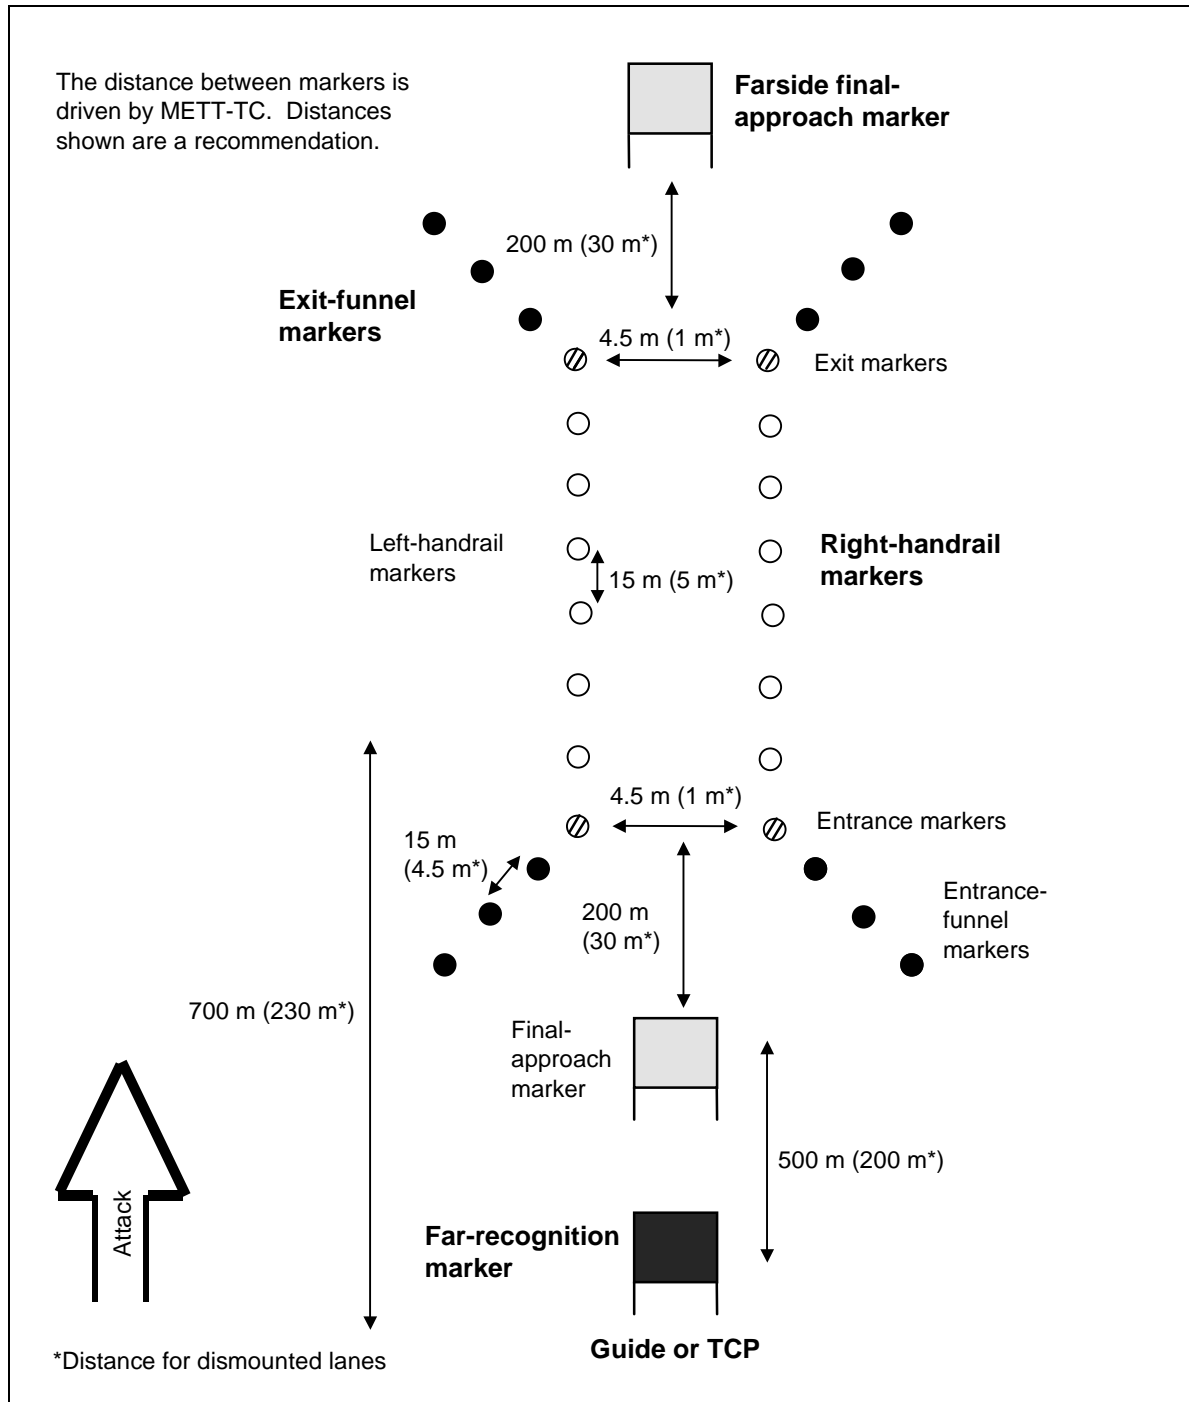 The distance between markers is
driven by METT-TC.  Distances
shown are a recommendation.
Farside final-
approach marker
200 m (30 m*)
Exit-funnel
markers
4.5 m (1 m*)
Exit markers
Left-handrail
markers
15 m (5 m*)
Right-handrail
markers
4.5 m (1 m*)
Entrance markers
15 m
(4.5 m*)
Entrance-
funnel
markers
200 m
(30 m*)
700 m (230 m*)
Final-
approach
marker
500 m (200 m*)
Attack
Far-recognition
marker
Guide or TCP
*Distance for dismounted lanes